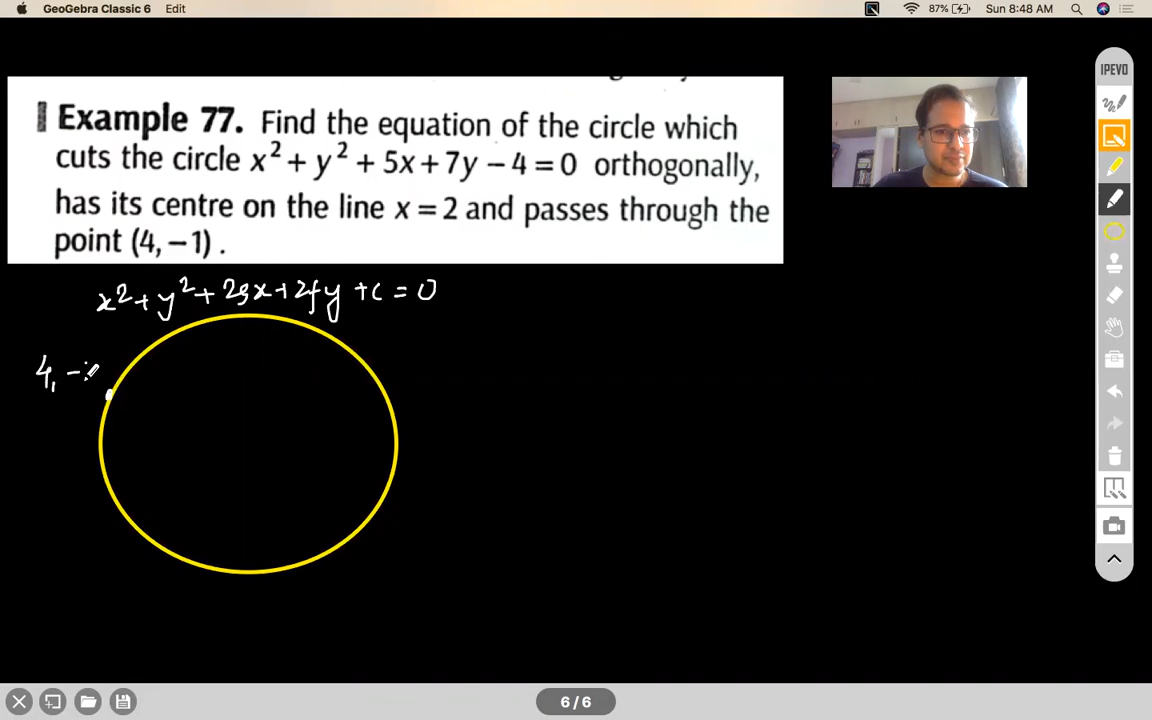 GeoGebra Classic 6 Edit 87% Sun 8:48 AM
IPEVO
Example 77. Find the equation of the circle which
cuts the circle x² + y² + 5x + 7y − 4 = 0 orthogonally,
has its centre on the line x = 2 and passes through the
point (4, −1) .
x² + y² + 2gx + 2fy + c = 0
4, −
6 / 6